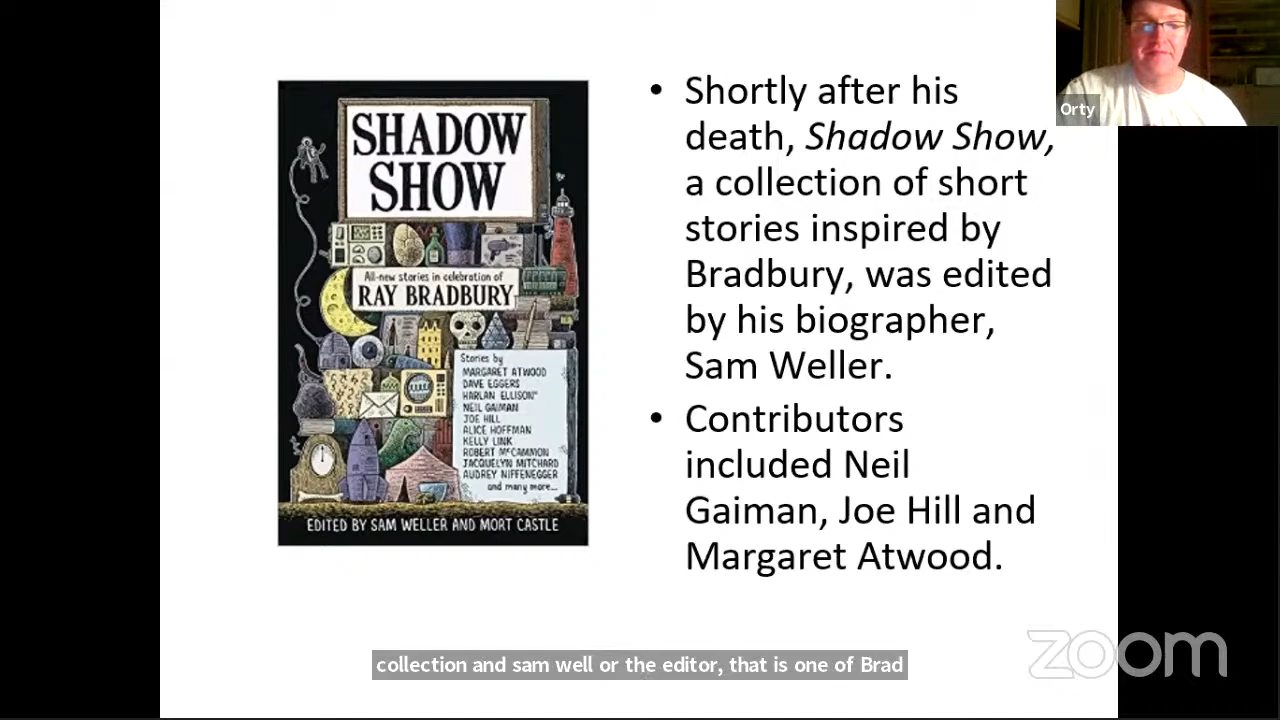 SHADOW
SHOW
All-new stories in celebration of
RAY BRADBURY
Stories by
MARGARET ATWOOD
DAVE EGGERS
HARLAN ELLISON®
NEIL GAIMAN
JOE HILL
ALICE HOFFMAN
KELLY LINK
ROBERT McCAMMON
JACQUELYN MITCHARD
AUDREY NIFFENEGGER
and many more...
EDITED BY SAM WELLER AND MORT CASTLE
• Shortly after his
death, Shadow Show,
a collection of short
stories inspired by
Bradbury, was edited
by his biographer,
Sam Weller.
• Contributors
included Neil
Gaiman, Joe Hill and
Margaret Atwood.
Orty
collection and sam well or the editor, that is one of Brad
zoom